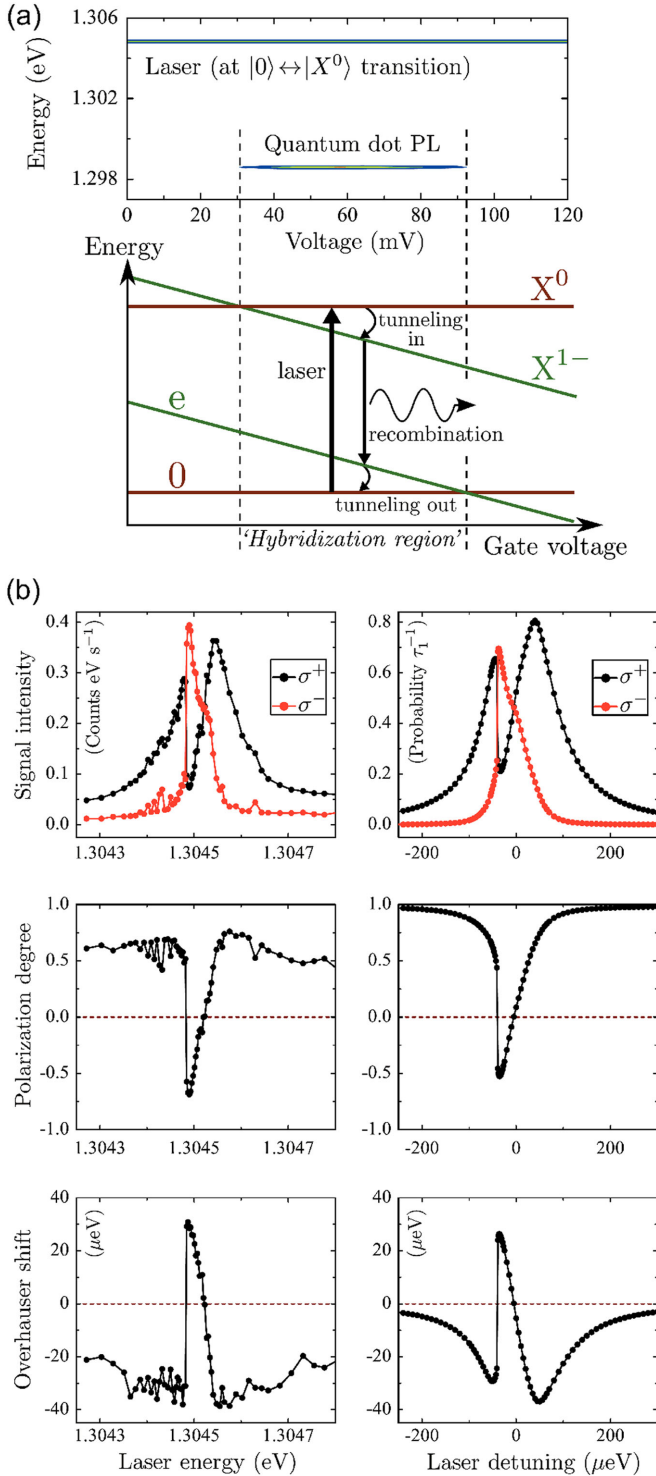 (a)
1.306
1.302
1.298
Energy (eV)
Laser (at |0⟩↔|X⁰⟩ transition)
Quantum dot PL
0 20 40 60 80 100 120
Voltage (mV)
Energy
X⁰
tunneling
in
X¹⁻
laser
e
recombination
0
tunneling out
'Hybridization region'
Gate voltage
(b)
Signal intensity
(Counts eV s⁻¹)
0.4
0.3
0.2
0.1
0.0
σ⁺
σ⁻
1.3043 1.3045 1.3047
(Probability τ₁⁻¹)
0.8
0.6
0.4
0.2
0.0
σ⁺
σ⁻
-200 0 200
Polarization degree
1.0
0.5
0.0
-0.5
-1.0
1.3043 1.3045 1.3047
1.0
0.5
0.0
-0.5
-1.0
-200 0 200
Overhauser shift
(μeV)
40
20
0
-20
-40
1.3043 1.3045 1.3047
Laser energy (eV)
(μeV)
40
20
0
-20
-40
-200 0 200
Laser detuning (μeV)